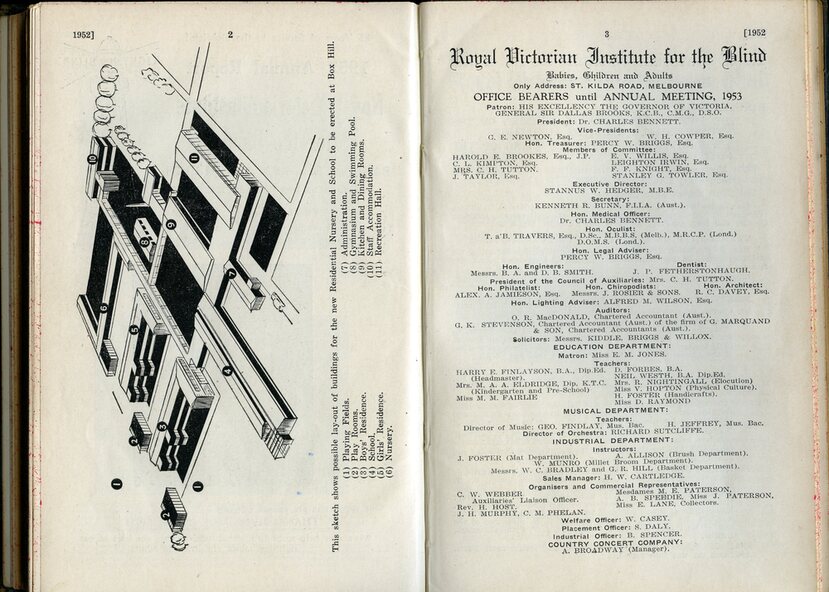 1952]
2
This sketch shows possible lay-out of buildings for the new Residential Nursery and School to be erected at Box Hill.
(1) Playing Fields.
(2) Play Rooms.
(3) Boys' Residence.
(4) School.
(5) Girls' Residence.
(6) Nursery.
(7) Administration.
(8) Gymnasium and Swimming Pool.
(9) Kitchen and Dining Rooms.
(10) Staff Accommodation.
(11) Recreation Hall.
10
11
8
9
6
7
5
4
2
3
1
1
2
3
[1952
Royal Victorian Institute for the Blind
Babies, Children and Adults
Only Address: ST. KILDA ROAD, MELBOURNE
OFFICE BEARERS until ANNUAL MEETING, 1953
Patron: HIS EXCELLENCY THE GOVERNOR OF VICTORIA,
GENERAL SIR DALLAS BROOKS, K.C.B., C.M.G., D.S.O.
President: Dr. CHARLES BENNETT.
Vice-Presidents:
G. E. NEWTON, Esq. W. H. COWPER, Esq.
Hon. Treasurer: PERCY W. BRIGGS, Esq.
Members of Committee:
HAROLD E. BROOKES, Esq., J.P. E. V. WILLIS, Esq.
C. L. KIMPTON, Esq. LEIGHTON IRWIN, Esq.
MRS. C. H. TUTTON. F. F. KNIGHT, Esq.
J. TAYLOR, Esq. STANLEY G. TOWLER, Esq.
Executive Director:
STANNUS W. HEDGER, M.B.E.
Secretary:
KENNETH R. BUNN, F.I.I.A. (Aust.).
Hon. Medical Officer:
Dr. CHARLES BENNETT.
Hon. Oculist:
T. a'B. TRAVERS, Esq., D.Sc., M.B.B.S. (Melb.), M.R.C.P. (Lond.)
D.O.M.S. (Lond.).
Hon. Legal Adviser:
PERCY W. BRIGGS, Esq.
Hon. Engineers: Dentist:
Messrs. B. A. and D. B. SMITH. J. P. FETHERSTONHAUGH.
President of the Council of Auxiliaries: Mrs. C. H. TUTTON.
Hon. Philatelist: Hon. Chiropodists: Hon. Architect:
ALEX. A. JAMIESON, Esq. Messrs. J. ROSIER & SONS. R. C. DAVEY, Esq.
Hon. Lighting Adviser: ALFRED M. WILSON, Esq.
Auditors:
O. R. MacDONALD, Chartered Accountant (Aust.).
G. K. STEVENSON, Chartered Accountant (Aust.) of the firm of G. MARQUAND
& SON, Chartered Accountants (Aust.).
Solicitors: Messrs. KIDDLE, BRIGGS & WILLOX.
EDUCATION DEPARTMENT:
Matron: Miss E. M. JONES.
Teachers:
HARRY E. FINLAYSON, B.A., Dip.Ed. D. FORBES, B.A.
(Headmaster). NEIL WESTH, B.A., Dip.Ed.
Mrs. M. A. A. ELDRIDGE, Dip. K.T.C. Mrs. R. NIGHTINGALL (Elocution)
(Kindergarten and Pre-School) Miss V. HOPTON (Physical Culture).
Miss M. M. FAIRLIE H. FOSTER (Handicrafts).
Miss D. RAYMOND
MUSICAL DEPARTMENT:
Teachers:
Director of Music: GEO. FINDLAY, Mus. Bac. H. JEFFREY, Mus. Bac.
Director of Orchestra: RICHARD SUTCLIFFE.
INDUSTRIAL DEPARTMENT:
Instructors:
J. FOSTER (Mat Department). A. ALLISON (Brush Department).
W. MUNRO (Millet Broom Department).
Messrs. W. C. BRADLEY and G. R. HILL (Basket Department).
Sales Manager: H. W. CARTLEDGE.
Organisers and Commercial Representatives:
C. W. WEBBER Mesdames M. E. PATERSON,
Auxiliaries' Liaison Officer. A. B. SPEEDIE, Miss J. PATERSON,
Rev. H. HOST. Miss E. LANE, Collectors.
J. H. MURPHY, C. M. PHELAN.
Welfare Officer: W. CASEY.
Placement Officer: S. DALY.
Industrial Officer: B. SPENCER.
COUNTRY CONCERT COMPANY:
A. BROADWAY (Manager).